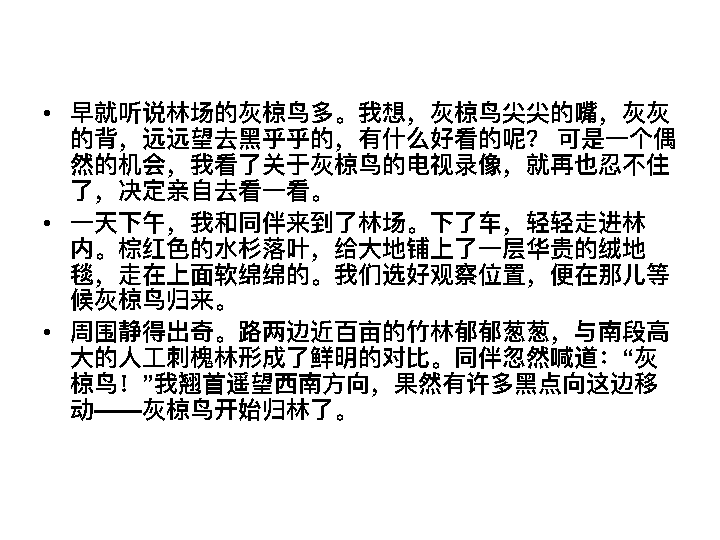 • 早就听说林场的灰椋鸟多。我想，灰椋鸟尖尖的嘴，灰灰
的背，远远望去黑乎乎的，有什么好看的呢？ 可是一个偶
然的机会，我看了关于灰椋鸟的电视录像，就再也忍不住
了，决定亲自去看一看。
• 一天下午，我和同伴来到了林场。下了车，轻轻走进林
内。棕红色的水杉落叶，给大地铺上了一层华贵的绒地
毯，走在上面软绵绵的。我们选好观察位置，便在那儿等
候灰椋鸟归来。
• 周围静得出奇。路两边近百亩的竹林郁郁葱葱，与南段高
大的人工刺槐林形成了鲜明的对比。同伴忽然喊道：“灰
椋鸟！”我翘首遥望西南方向，果然有许多黑点向这边移
动——灰椋鸟开始归林了。